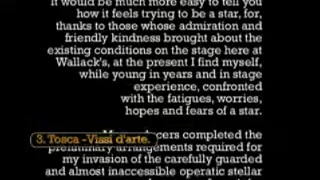 It would be much more easy to tell you
how it feels trying to be a star, for,
thanks to those whose admiration and
friendly kindness brought about the
existing conditions on the stage here at
Wallack's, at the present I find myself,
while young in years and in stage
experience, confronted
with the fatigues, worries,
hopes and fears of a star.
3. Tosca -Vissi d'arte.
ucers completed the
preliminary arrangements required for
my invasion of the carefully guarded
and almost inaccessible operatic stellar